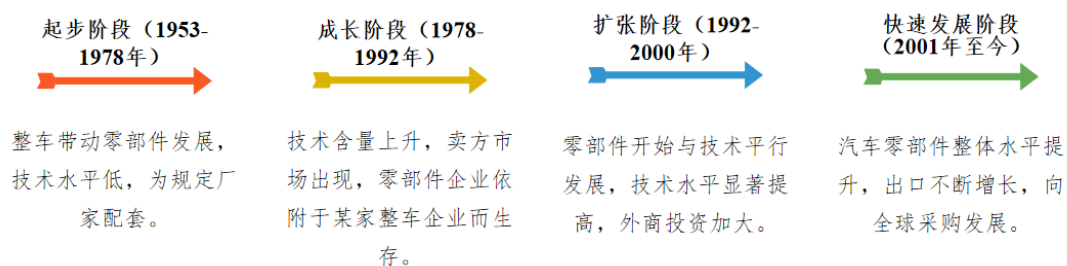 起步阶段（1953-
1978年）
整车带动零部件发展，
技术水平低，为规定厂
家配套。
成长阶段（1978-
1992年）
技术含量上升，卖方市
场出现，零部件企业依
附于某家整车企业而生
存。
扩张阶段（1992-
2000年）
零部件开始与技术平行
发展，技术水平显著提
高，外商投资加大。
快速发展阶段
（2001年至今）
汽车零部件整体水平提
升，出口不断增长，向
全球采购发展。